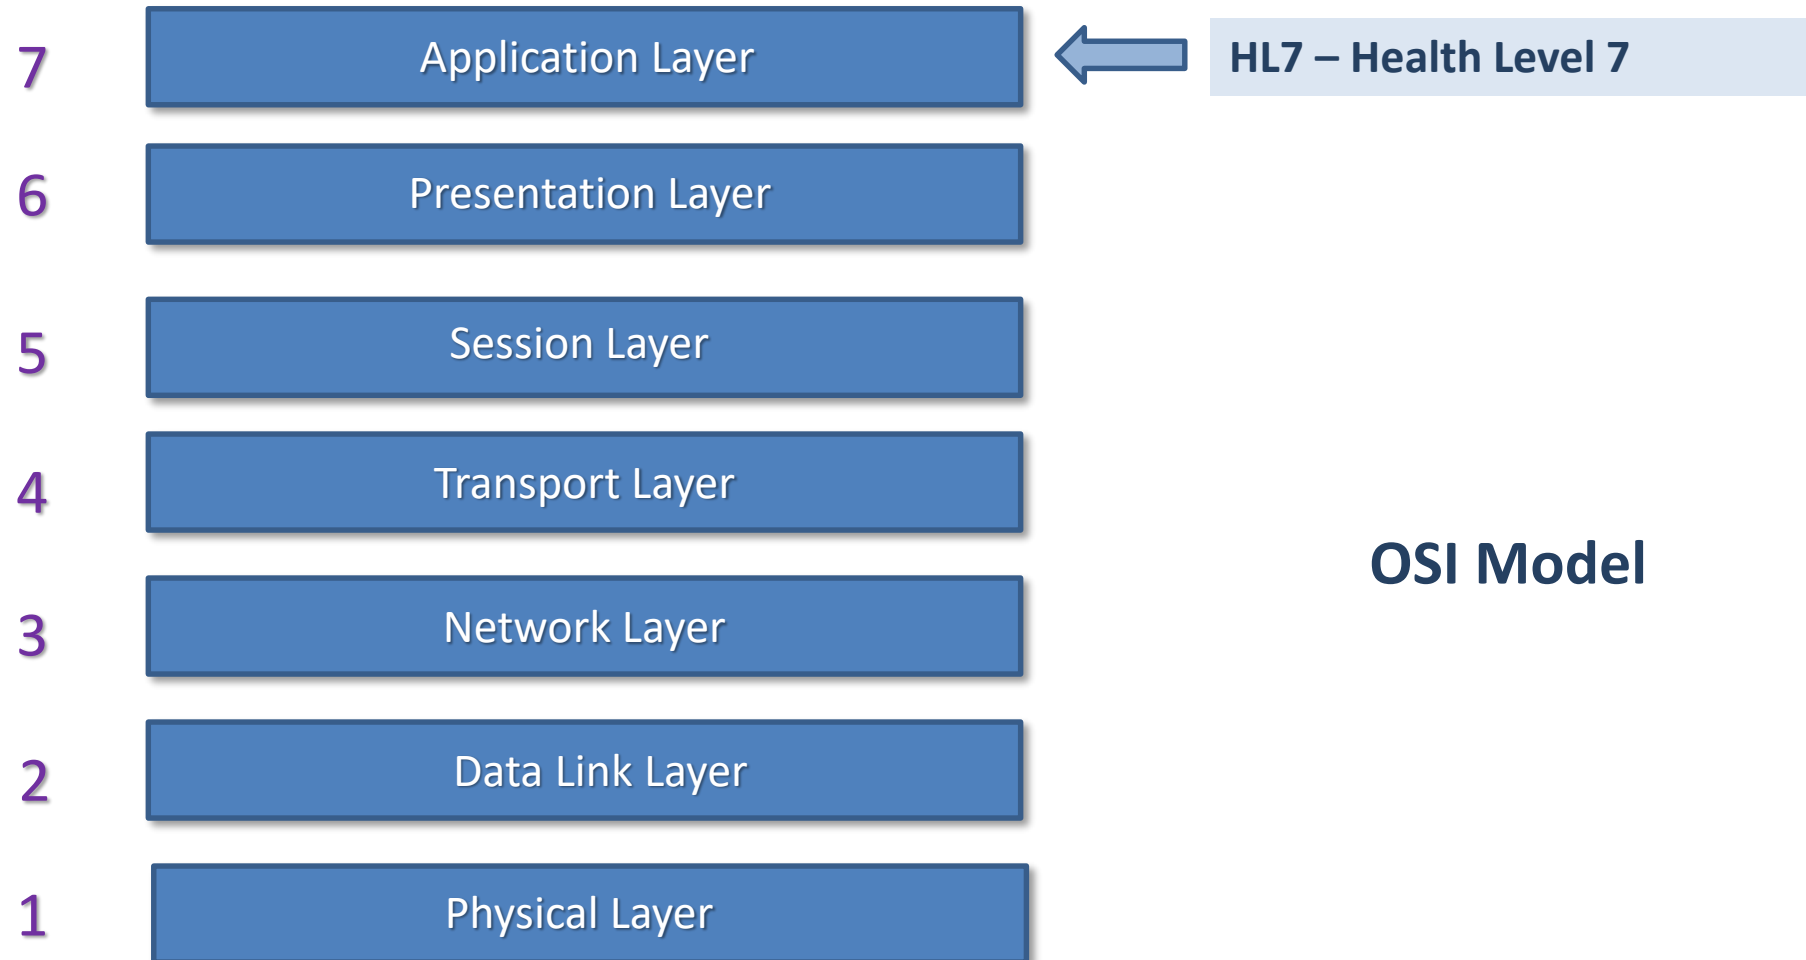 7
Application Layer
HL7 – Health Level 7
6
Presentation Layer
5
Session Layer
4
Transport Layer
OSI Model
3
Network Layer
2
Data Link Layer
1
Physical Layer